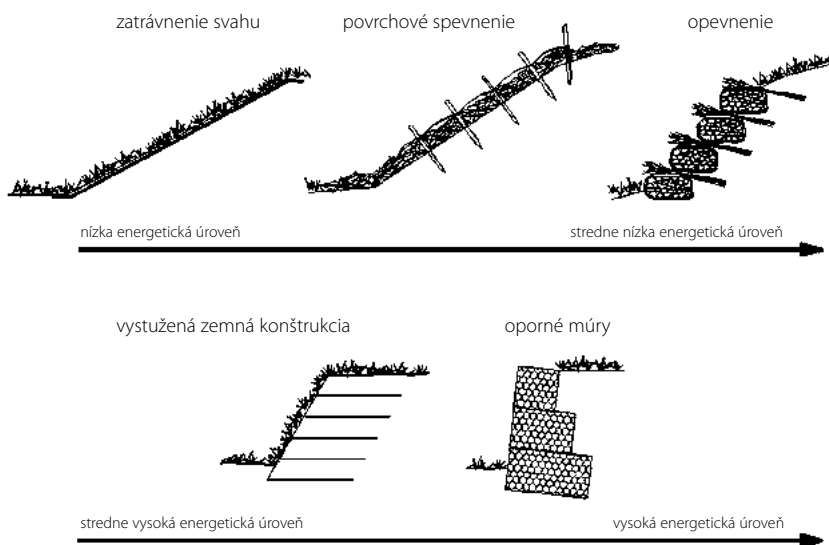 zatrávnenie svahu
povrchové spevnenie
opevnenie
nízka energetická úroveň
stredne nízka energetická úroveň
vystužená zemná konštrukcia
oporné múry
stredne vysoká energetická úroveň
vysoká energetická úroveň